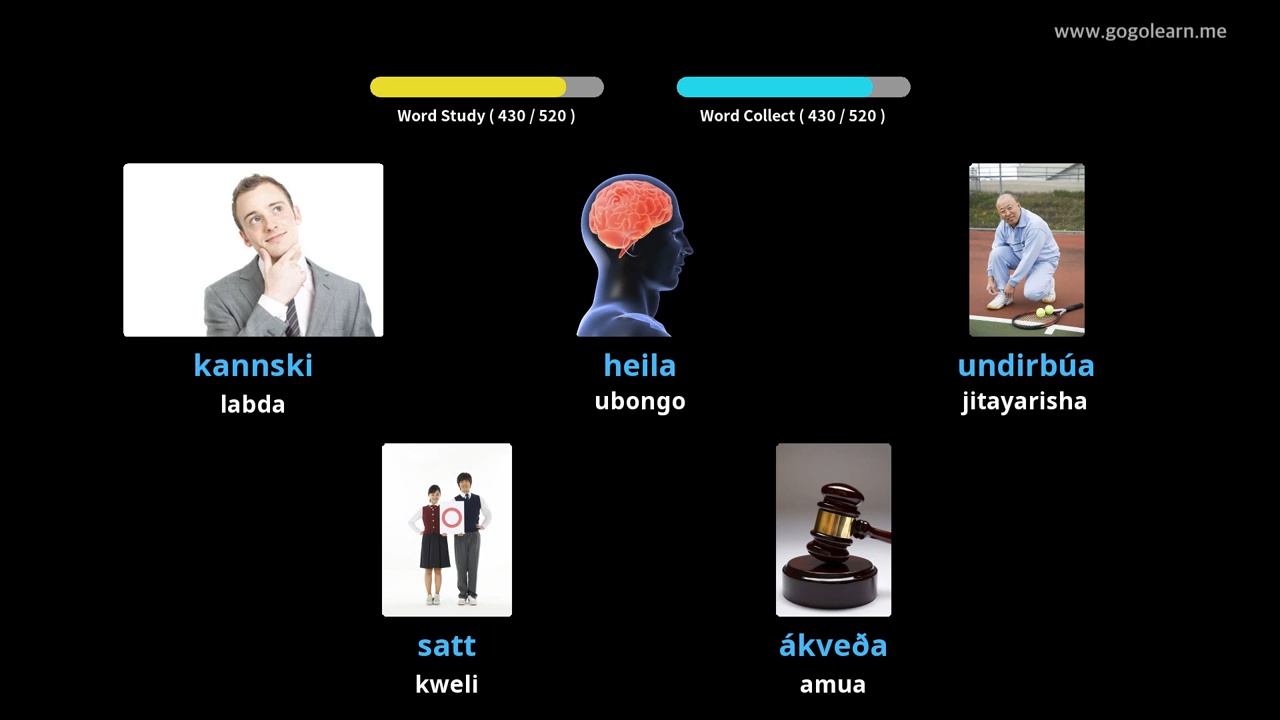 www.gogolearn.me
Word Study ( 430 / 520 )
Word Collect ( 430 / 520 )
kannski
labda
heila
ubongo
undirbúa
jitayarisha
satt
kweli
ákveða
amua